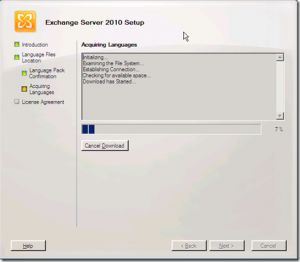 Exchange Server 2010 Setup
Introduction
Language Files
Location
Language Pack
Confirmation
Acquiring
Languages
License Agreement
Acquiring Languages
Initializing...
Examining the File System...
Establishing Connection...
Checking for available space...
Download has Started...
7%
Cancel Download
Help
< Back
Next >
Cancel